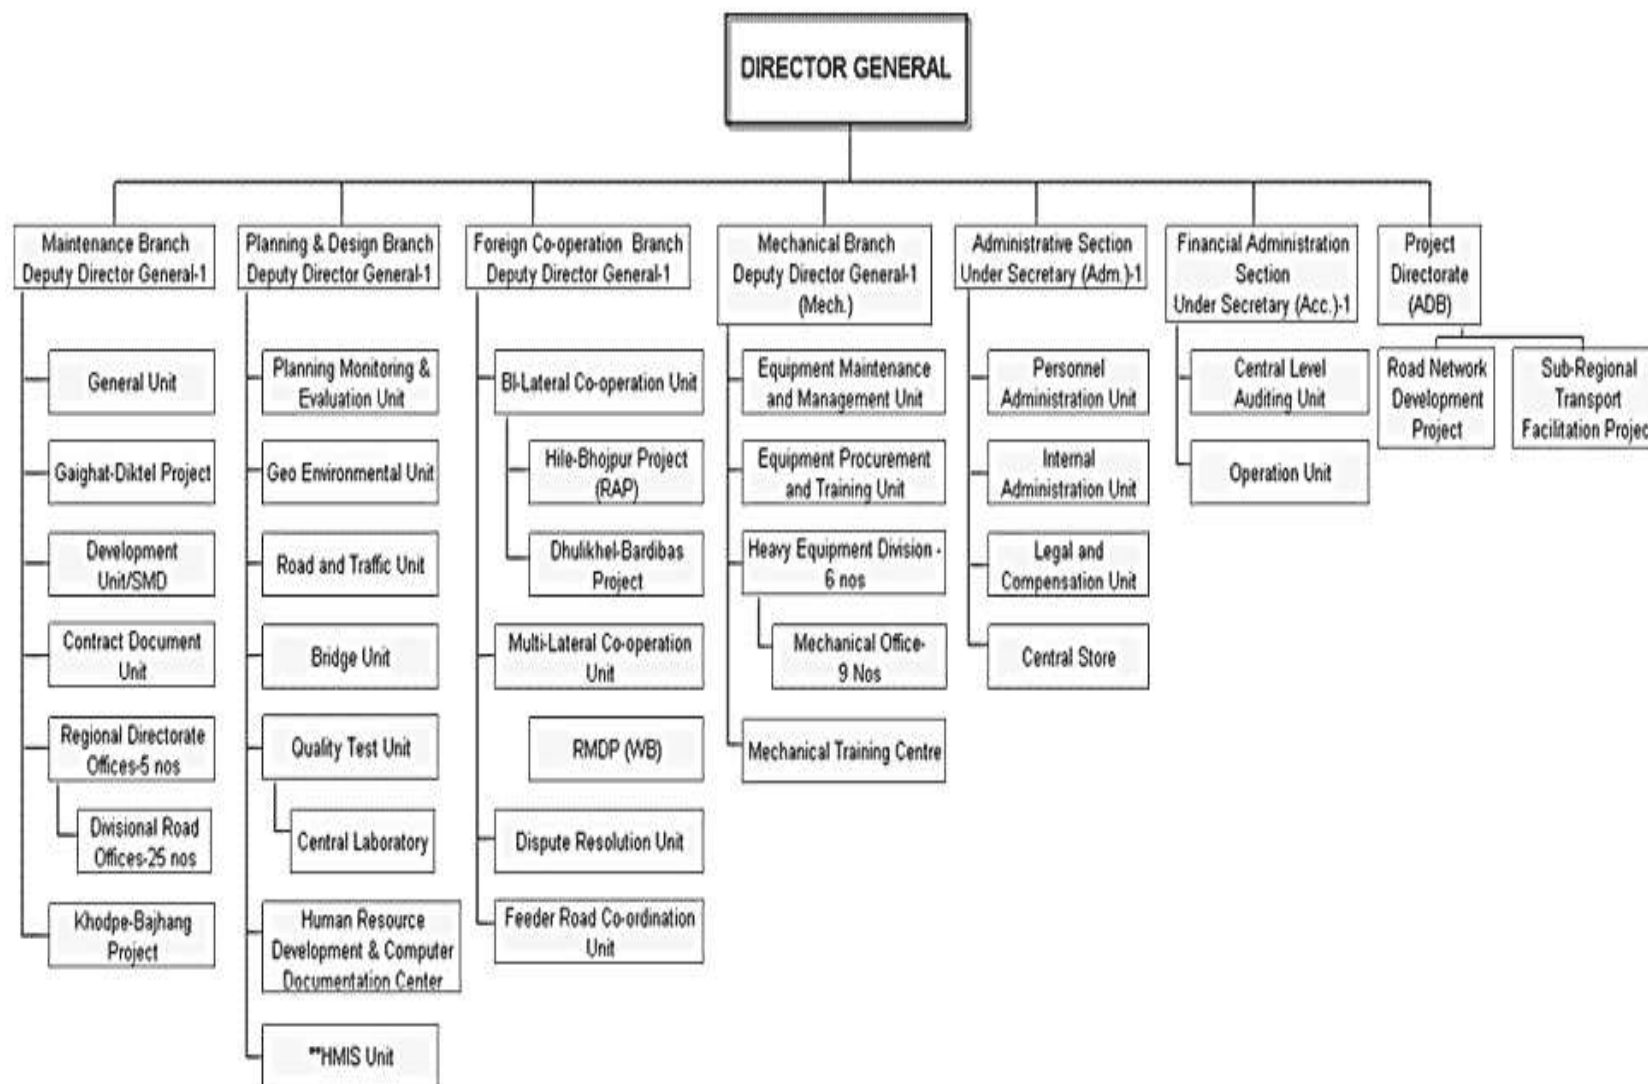 DIRECTOR GENERAL
Maintenance Branch
Deputy Director General-1
General Unit
Gaighat-Diktel Project
Development
Unit/SMD
Contract Document
Unit
Regional Directorate
Offices-5 nos
Divisional Road
Offices-25 nos
Khodpe-Bajhang
Project
Planning & Design Branch
Deputy Director General-1
Planning Monitoring &
Evaluation Unit
Geo Environmental Unit
Road and Traffic Unit
Bridge Unit
Quality Test Unit
Central Laboratory
Human Resource
Development & Computer
Documentation Center
**HMIS Unit
Foreign Co-operation Branch
Deputy Director General-1
BI-Lateral Co-operation Unit
Hile-Bhojpur Project
(RAP)
Dhulikhel-Bardibas
Project
Multi-Lateral Co-operation
Unit
RMDP (WB)
Dispute Resolution Unit
Feeder Road Co-ordination
Unit
Mechanical Branch
Deputy Director General-1
(Mech.)
Equipment Maintenance
and Management Unit
Equipment Procurement
and Training Unit
Heavy Equipment Division -
6 nos
Mechanical Office-
9 Nos
Mechanical Training Centre
Administrative Section
Under Secretary (Adm.)-1
Personnel
Administration Unit
Internal
Administration Unit
Legal and
Compensation Unit
Central Store
Financial Administration
Section
Under Secretary (Acc.)-1
Central Level
Auditing Unit
Operation Unit
Project
Directorate
(ADB)
Road Network
Development
Project
Sub-Regional
Transport
Facilitation Projec